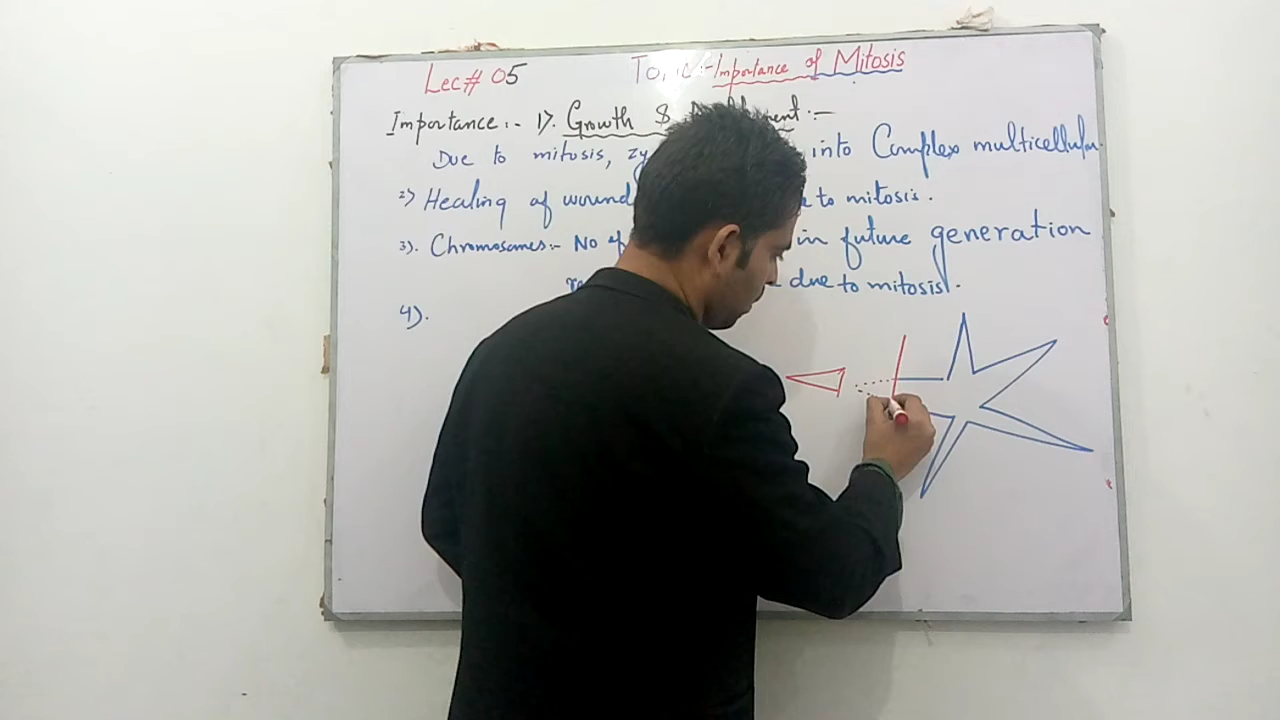 Lec# 05 Topic:- Importance of Mitosis
Importance:- 1). Growth &
Due to mitosis, into Complex multicellular.
2) Healing of wound to mitosis.
3). Chromosomes:- No of in future generation
due to mitosis.
4).